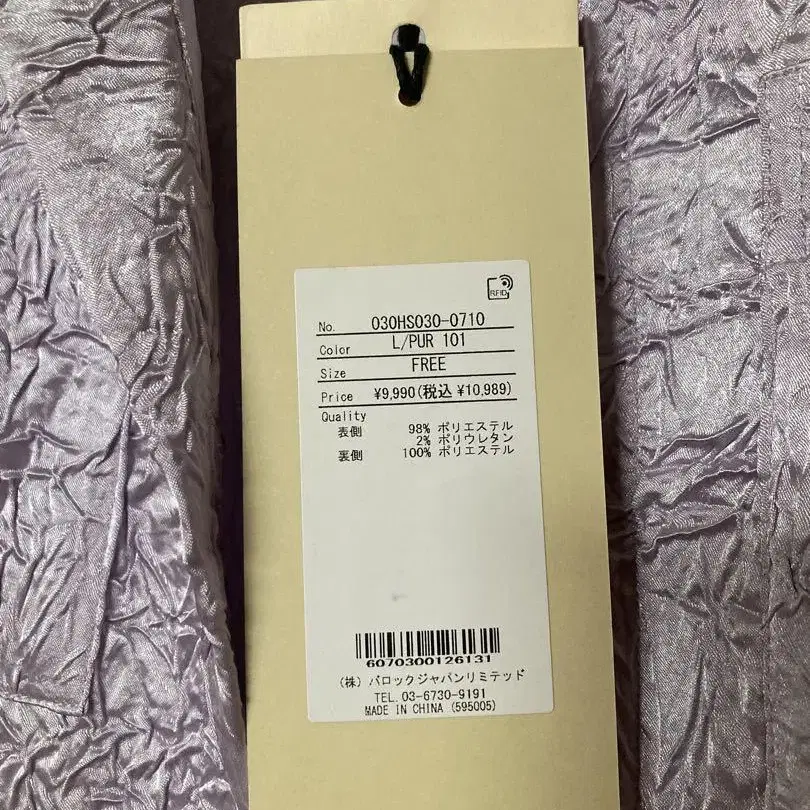 RFID
No. 030HS030-0710
Color L/PUR 101
Size FREE
Price ¥9,990(税込 ¥10,989)
Quality
表側 98% ポリエステル
2% ポリウレタン
裏側 100% ポリエステル
6070300126131
(株) バロックジャパンリミテッド
TEL. 03-6730-9191
MADE IN CHINA (595005)